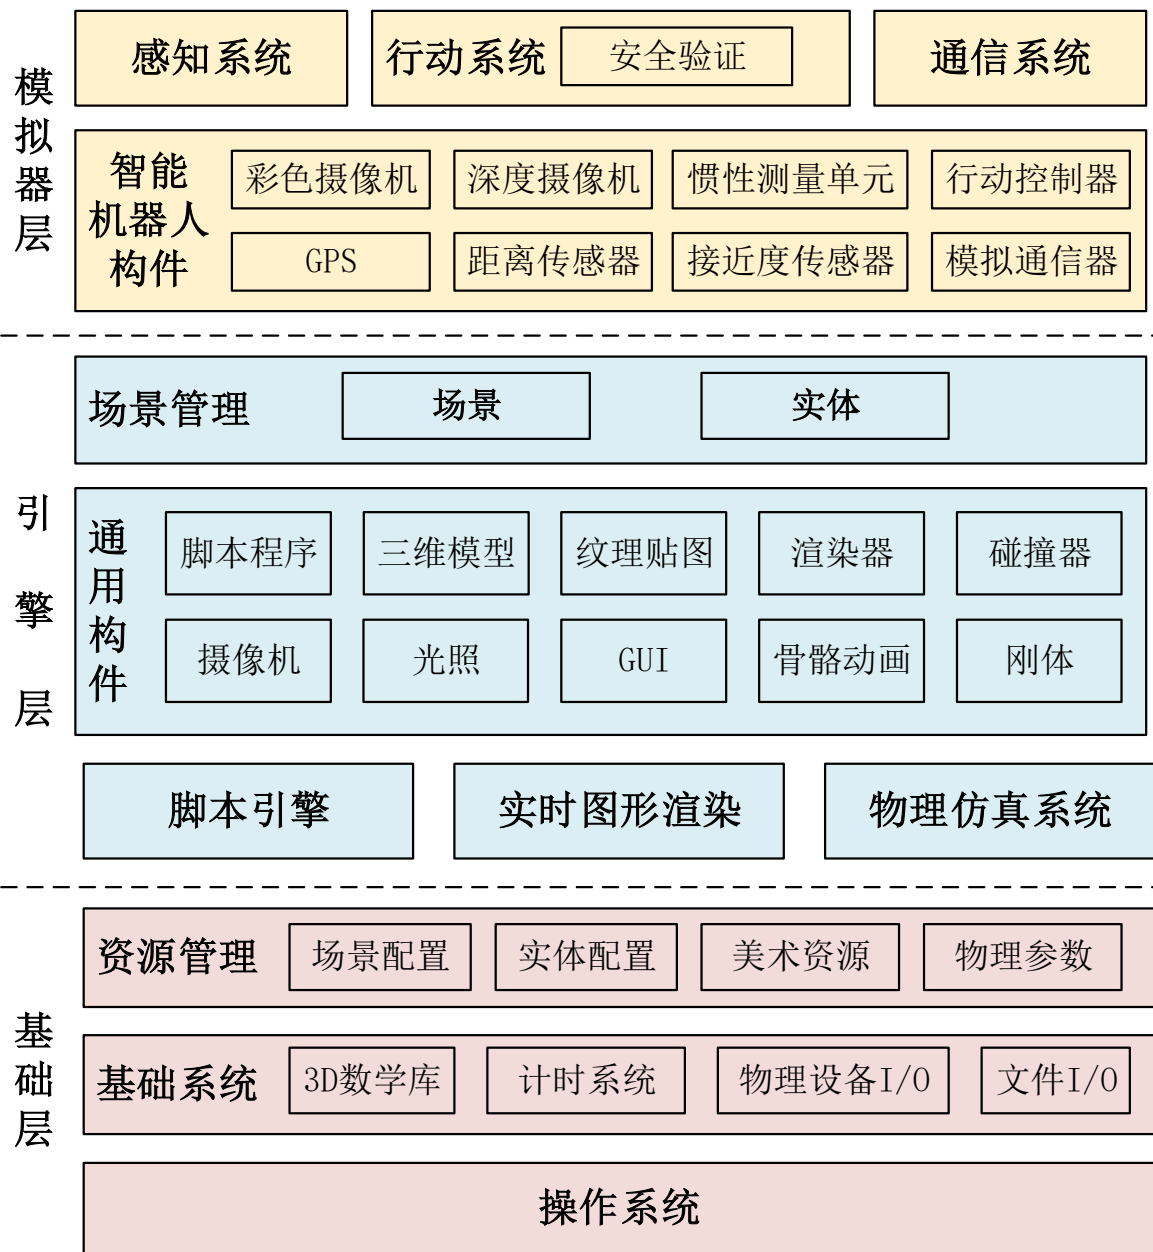 模拟器层
感知系统
行动系统
安全验证
通信系统
智能
机器人
构件
彩色摄像机
深度摄像机
惯性测量单元
行动控制器
GPS
距离传感器
接近度传感器
模拟通信器
引擎层
场景管理
场景
实体
通用构件
脚本程序
三维模型
纹理贴图
渲染器
碰撞器
摄像机
光照
GUI
骨骼动画
刚体
脚本引擎
实时图形渲染
物理仿真系统
基础层
资源管理
场景配置
实体配置
美术资源
物理参数
基础系统
3D数学库
计时系统
物理设备I/O
文件I/O
操作系统